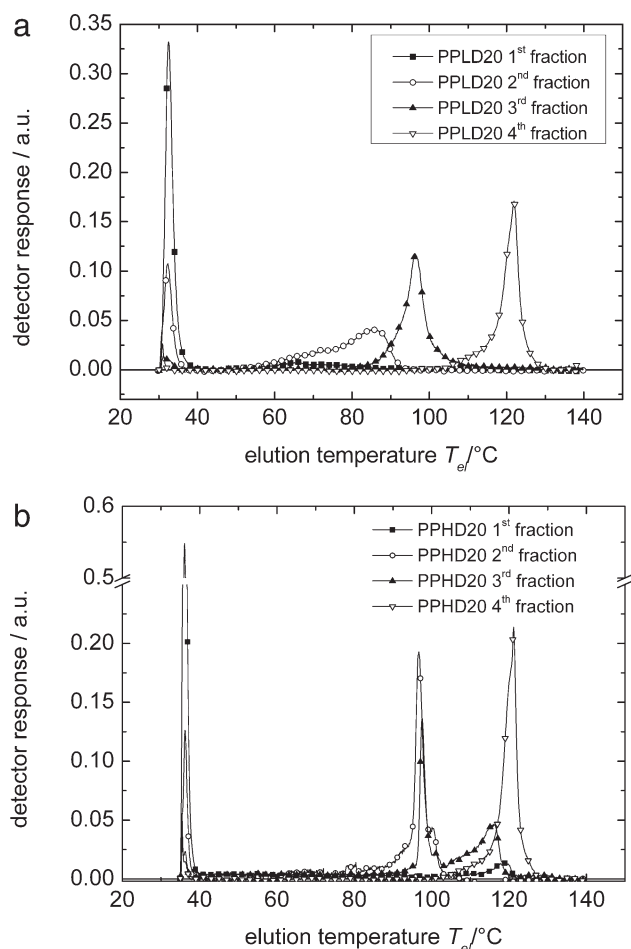 a
PPLD20 1st fraction
PPLD20 2nd fraction
PPLD20 3rd fraction
PPLD20 4th fraction
0.35
0.30
0.25
0.20
0.15
0.10
0.05
0.00
detector response / a.u.
20 40 60 80 100 120 140
elution temperature Tel/°C
b
PPHD20 1st fraction
PPHD20 2nd fraction
PPHD20 3rd fraction
PPHD20 4th fraction
0.6
0.5
0.20
0.15
0.10
0.05
0.00
detector response / a.u.
20 40 60 80 100 120 140
elution temperature Tel/°C